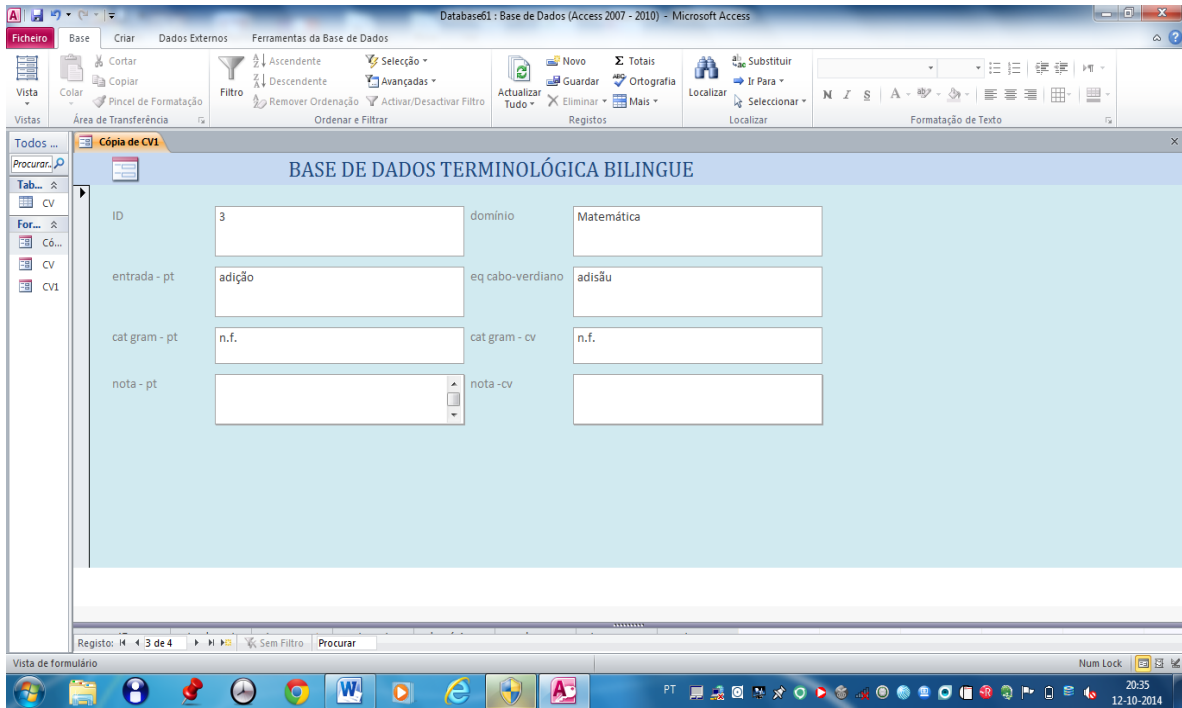 Database61 : Base de Dados (Access 2007 - 2010) - Microsoft Access
Ficheiro Base Criar Dados Externos Ferramentas da Base de Dados
Cortar Ascendente Selecção Novo Σ Totais Substituir
Copiar Descendente Avançadas Guardar Ortografia Ir Para
Vista Colar Pincel de Formatação Filtro Remover Ordenação Activar/Desactivar Filtro Actualizar Tudo Eliminar Mais Localizar Seleccionar N I S A
Vistas Área de Transferência Ordenar e Filtrar Registos Localizar Formatação de Texto
Todos ... Cópia de CV1
Procurar..
BASE DE DADOS TERMINOLÓGICA BILINGUE
Tab...
CV
For...
Có...
CV
CV1
ID 3 domínio Matemática
entrada - pt adição eq cabo-verdiano adisãu
cat gram - pt n.f. cat gram - cv n.f.
nota - pt nota -cv
Registo: 3 de 4 Sem Filtro Procurar
Vista de formulário Num Lock
PT 20:35
12-10-2014